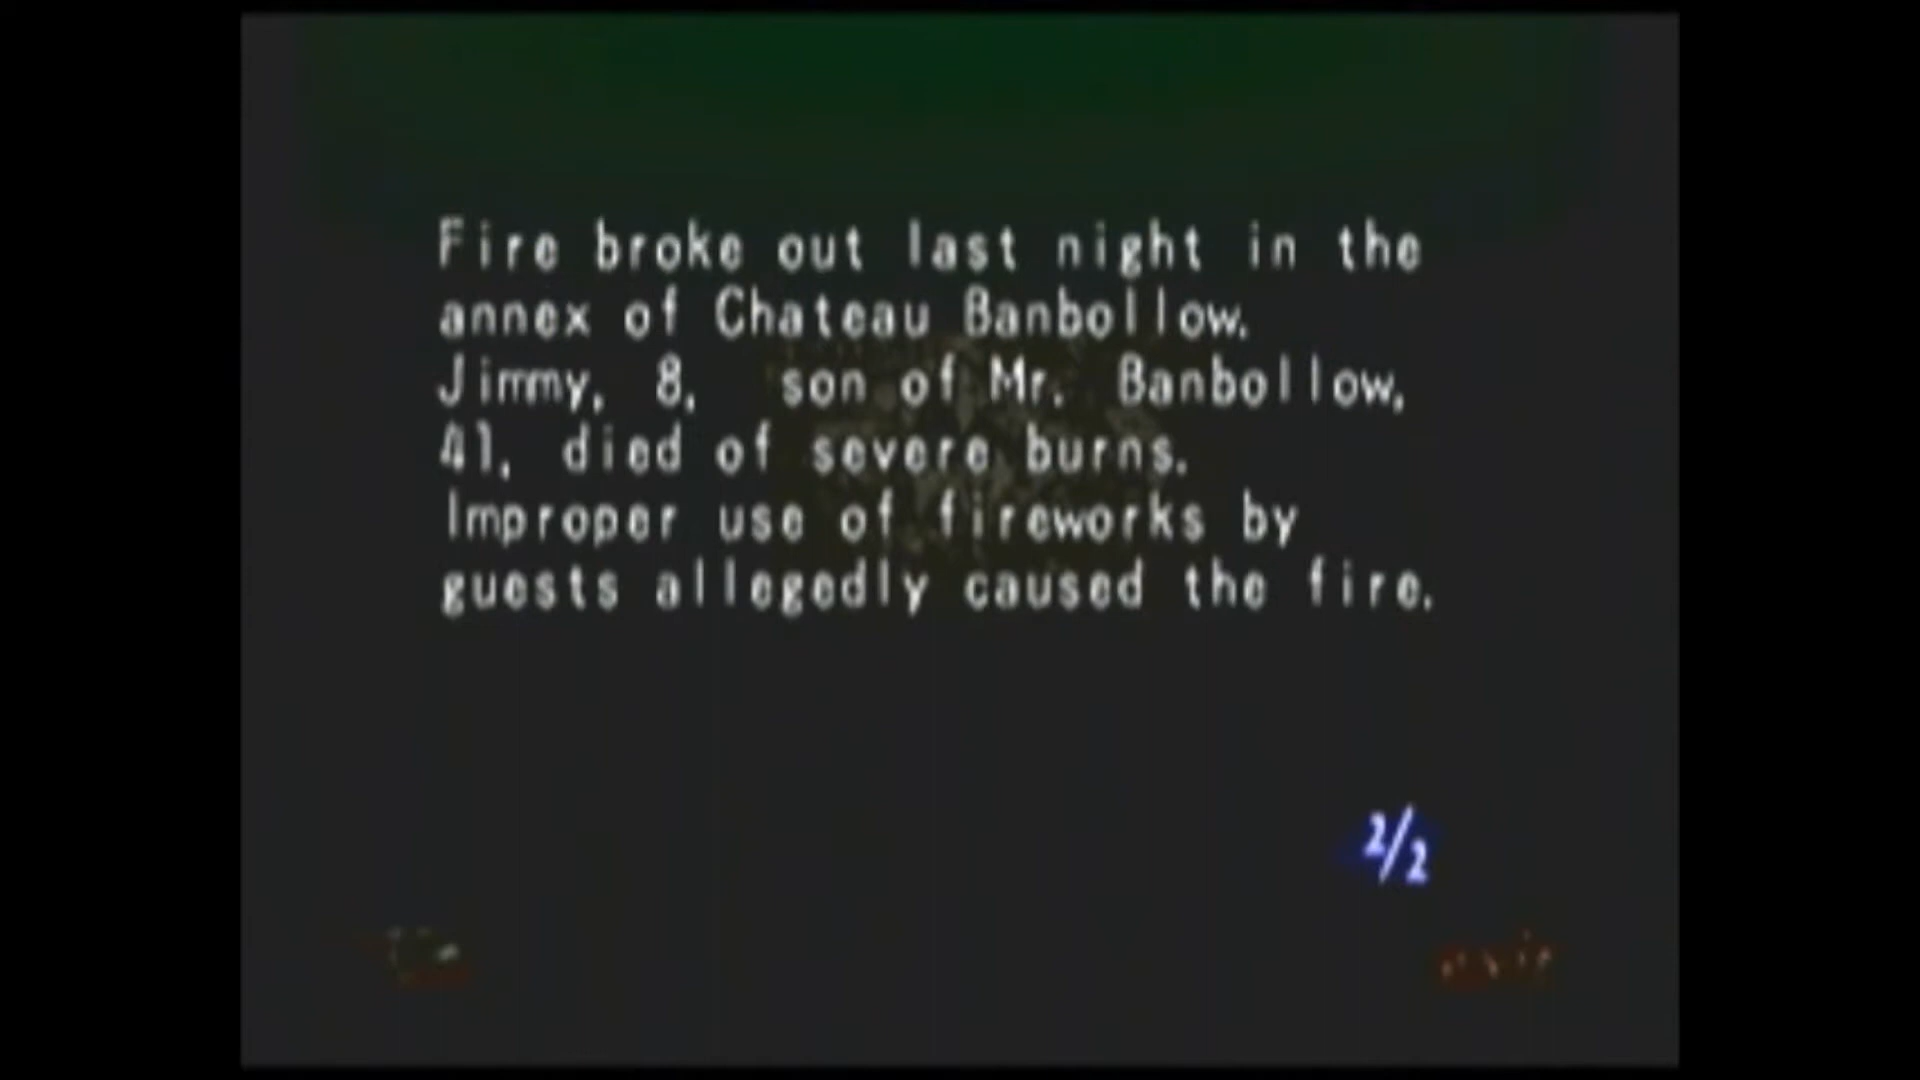 Fire broke out last night in the
annex of Chateau Banbollow.
Jimmy, 8, son of Mr. Banbollow,
41, died of severe burns.
Improper use of fireworks by
guests allegedly caused the fire.
2/2